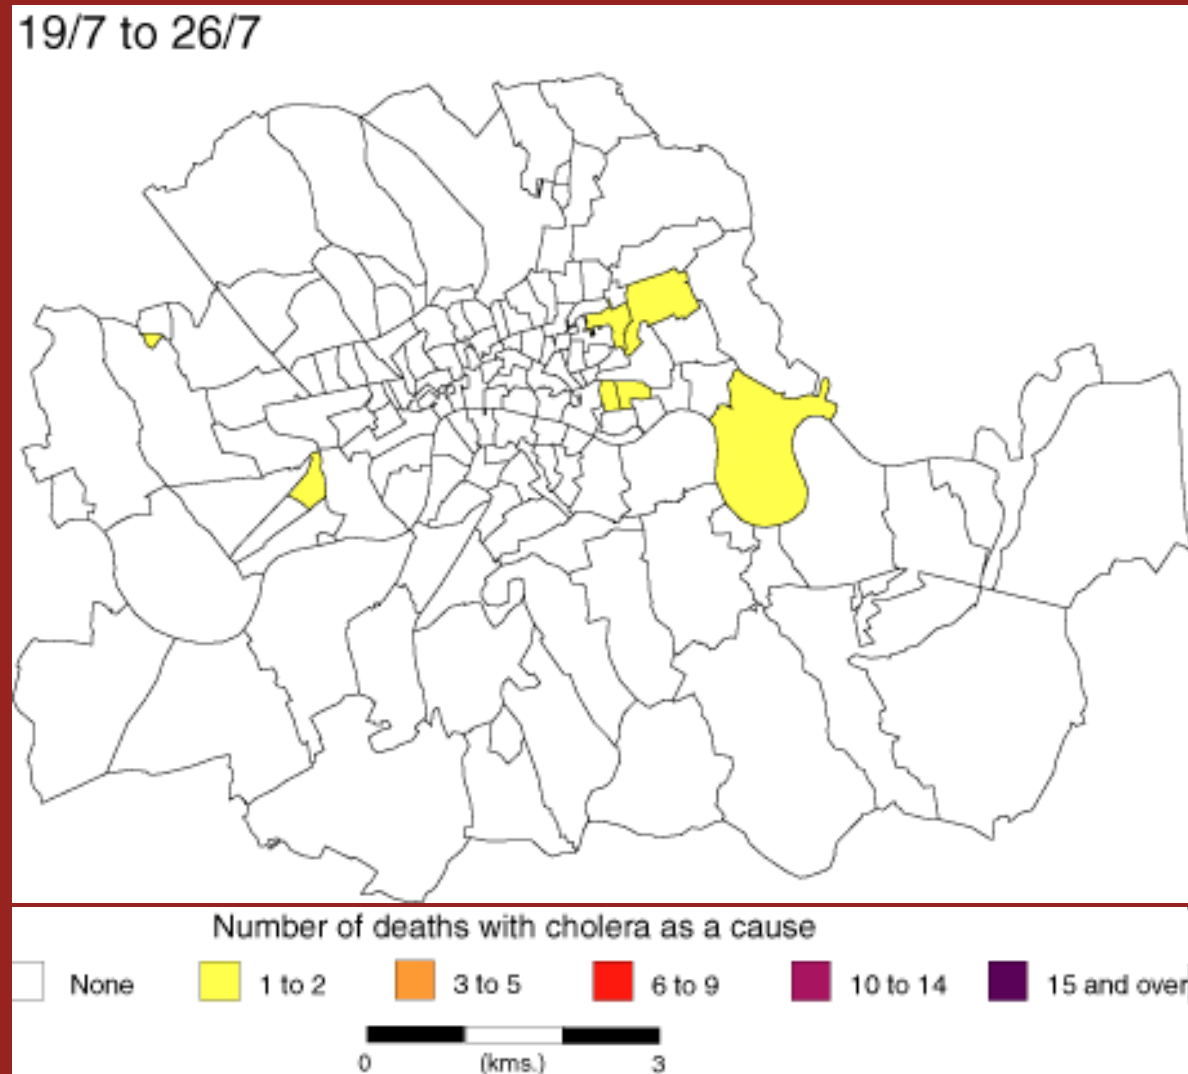 19/7 to 26/7
Number of deaths with cholera as a cause
None 1 to 2 3 to 5 6 to 9 10 to 14 15 and over
0 (kms.) 3